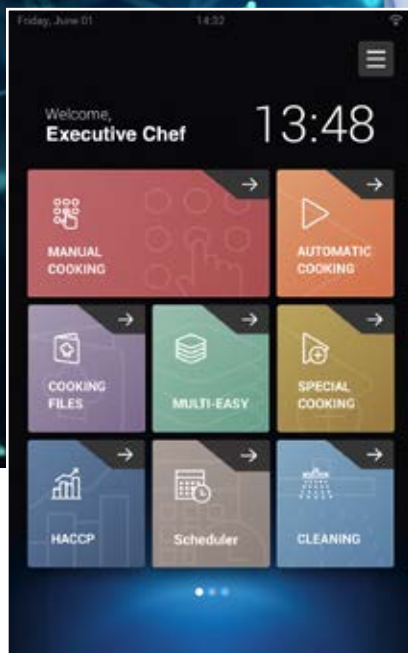 Friday, June 01 14:32
Welcome,
Executive Chef
13:48
MANUAL
COOKING
AUTOMATIC
COOKING
COOKING
FILES
MULTI-EASY
SPECIAL
COOKING
HACCP
Scheduler
CLEANING